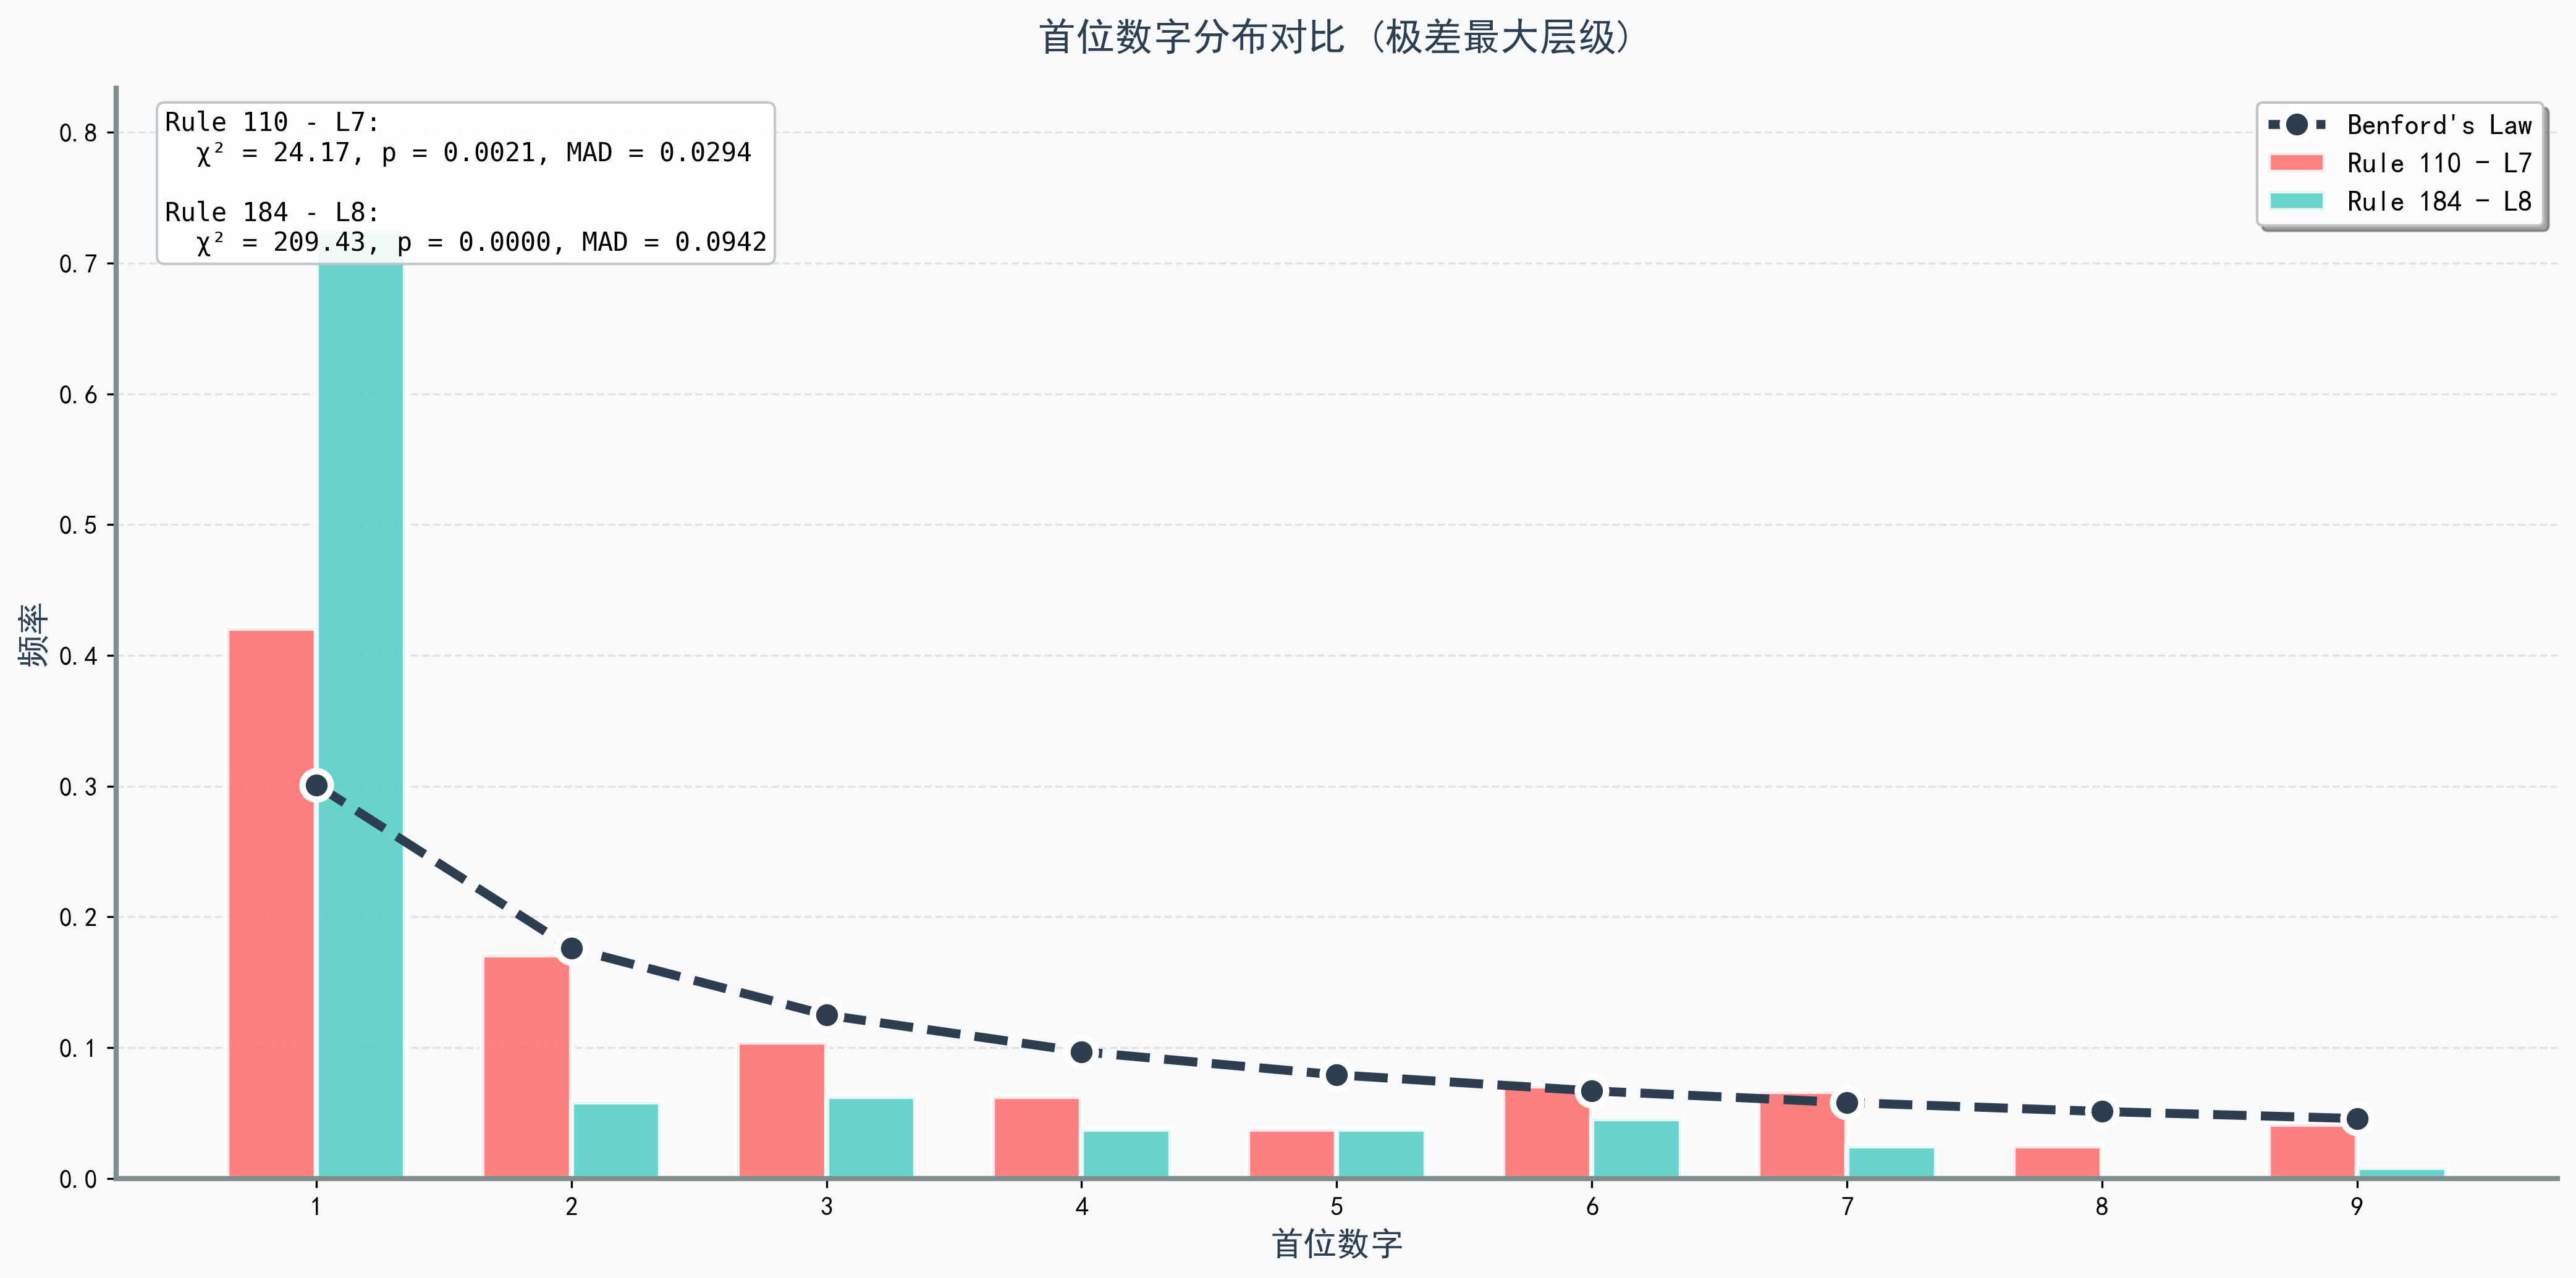 首位数字分布对比 (极差最大层级)
Rule 110 - L7:
χ² = 24.17, p = 0.0021, MAD = 0.0294
Rule 184 - L8:
χ² = 209.43, p = 0.0000, MAD = 0.0942
Benford's Law
Rule 110 - L7
Rule 184 - L8
频率
0.8
0.7
0.6
0.5
0.4
0.3
0.2
0.1
0.0
1 2 3 4 5 6 7 8 9
首位数字